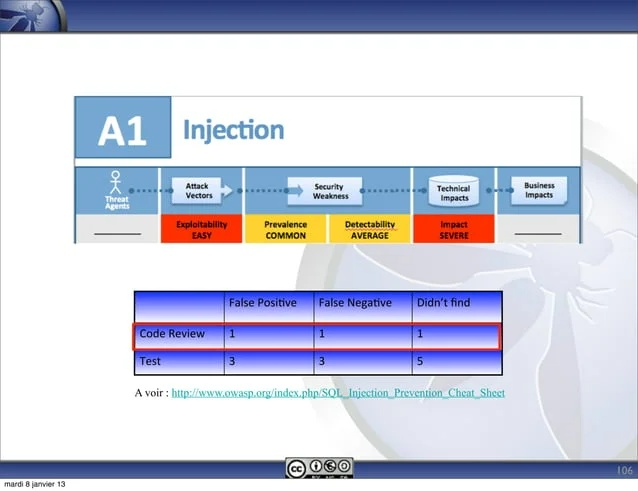 A1 Injection
Threat Agents
Attack Vectors
Security Weakness
Technical Impacts
Business Impacts
Exploitability EASY
Prevalence COMMON
Detectability AVERAGE
Impact SEVERE
False Positive False Negative Didn’t find
Code Review 1 1 1
Test 3 3 5
A voir : http://www.owasp.org/index.php/SQL_Injection_Prevention_Cheat_Sheet
106
mardi 8 janvier 13